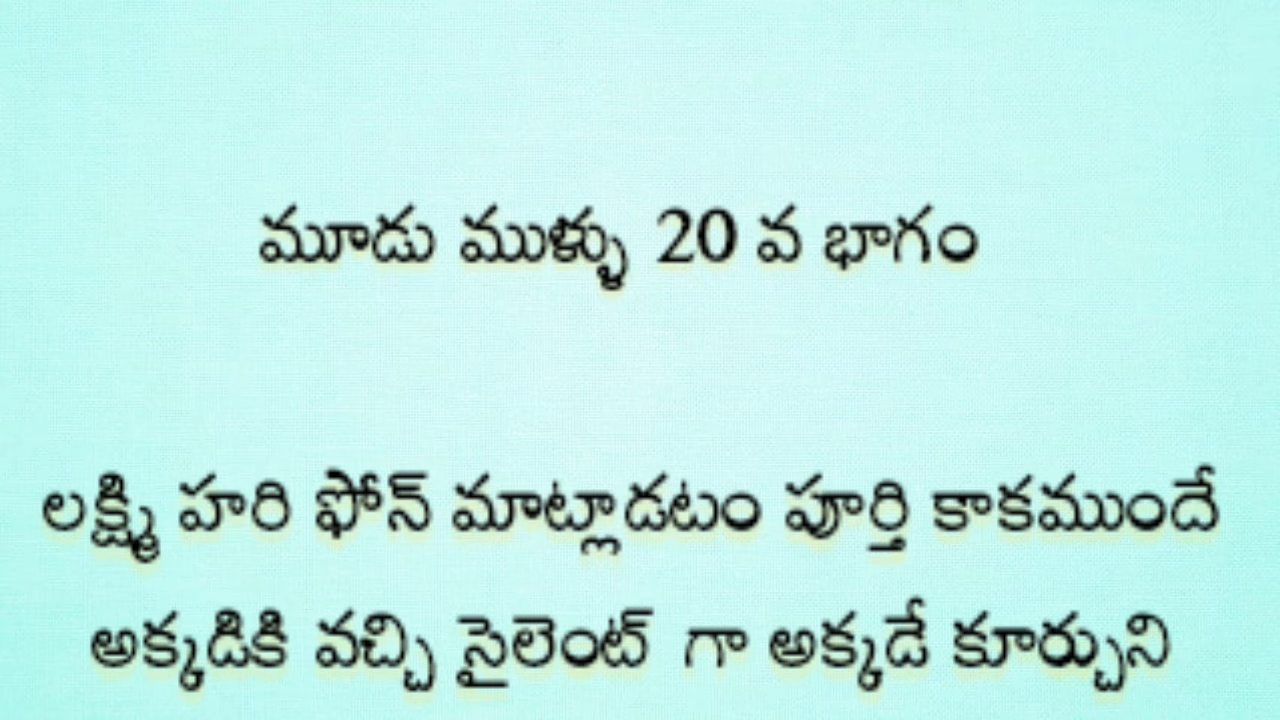 మూడు ముళ్ళు 20 వ భాగం
లక్ష్మి హరి ఫోన్ మాట్లాడటం పూర్తి కాకముందే
అక్కడికి వచ్చి సైలెంట్ గా అక్కడే కూర్చుని